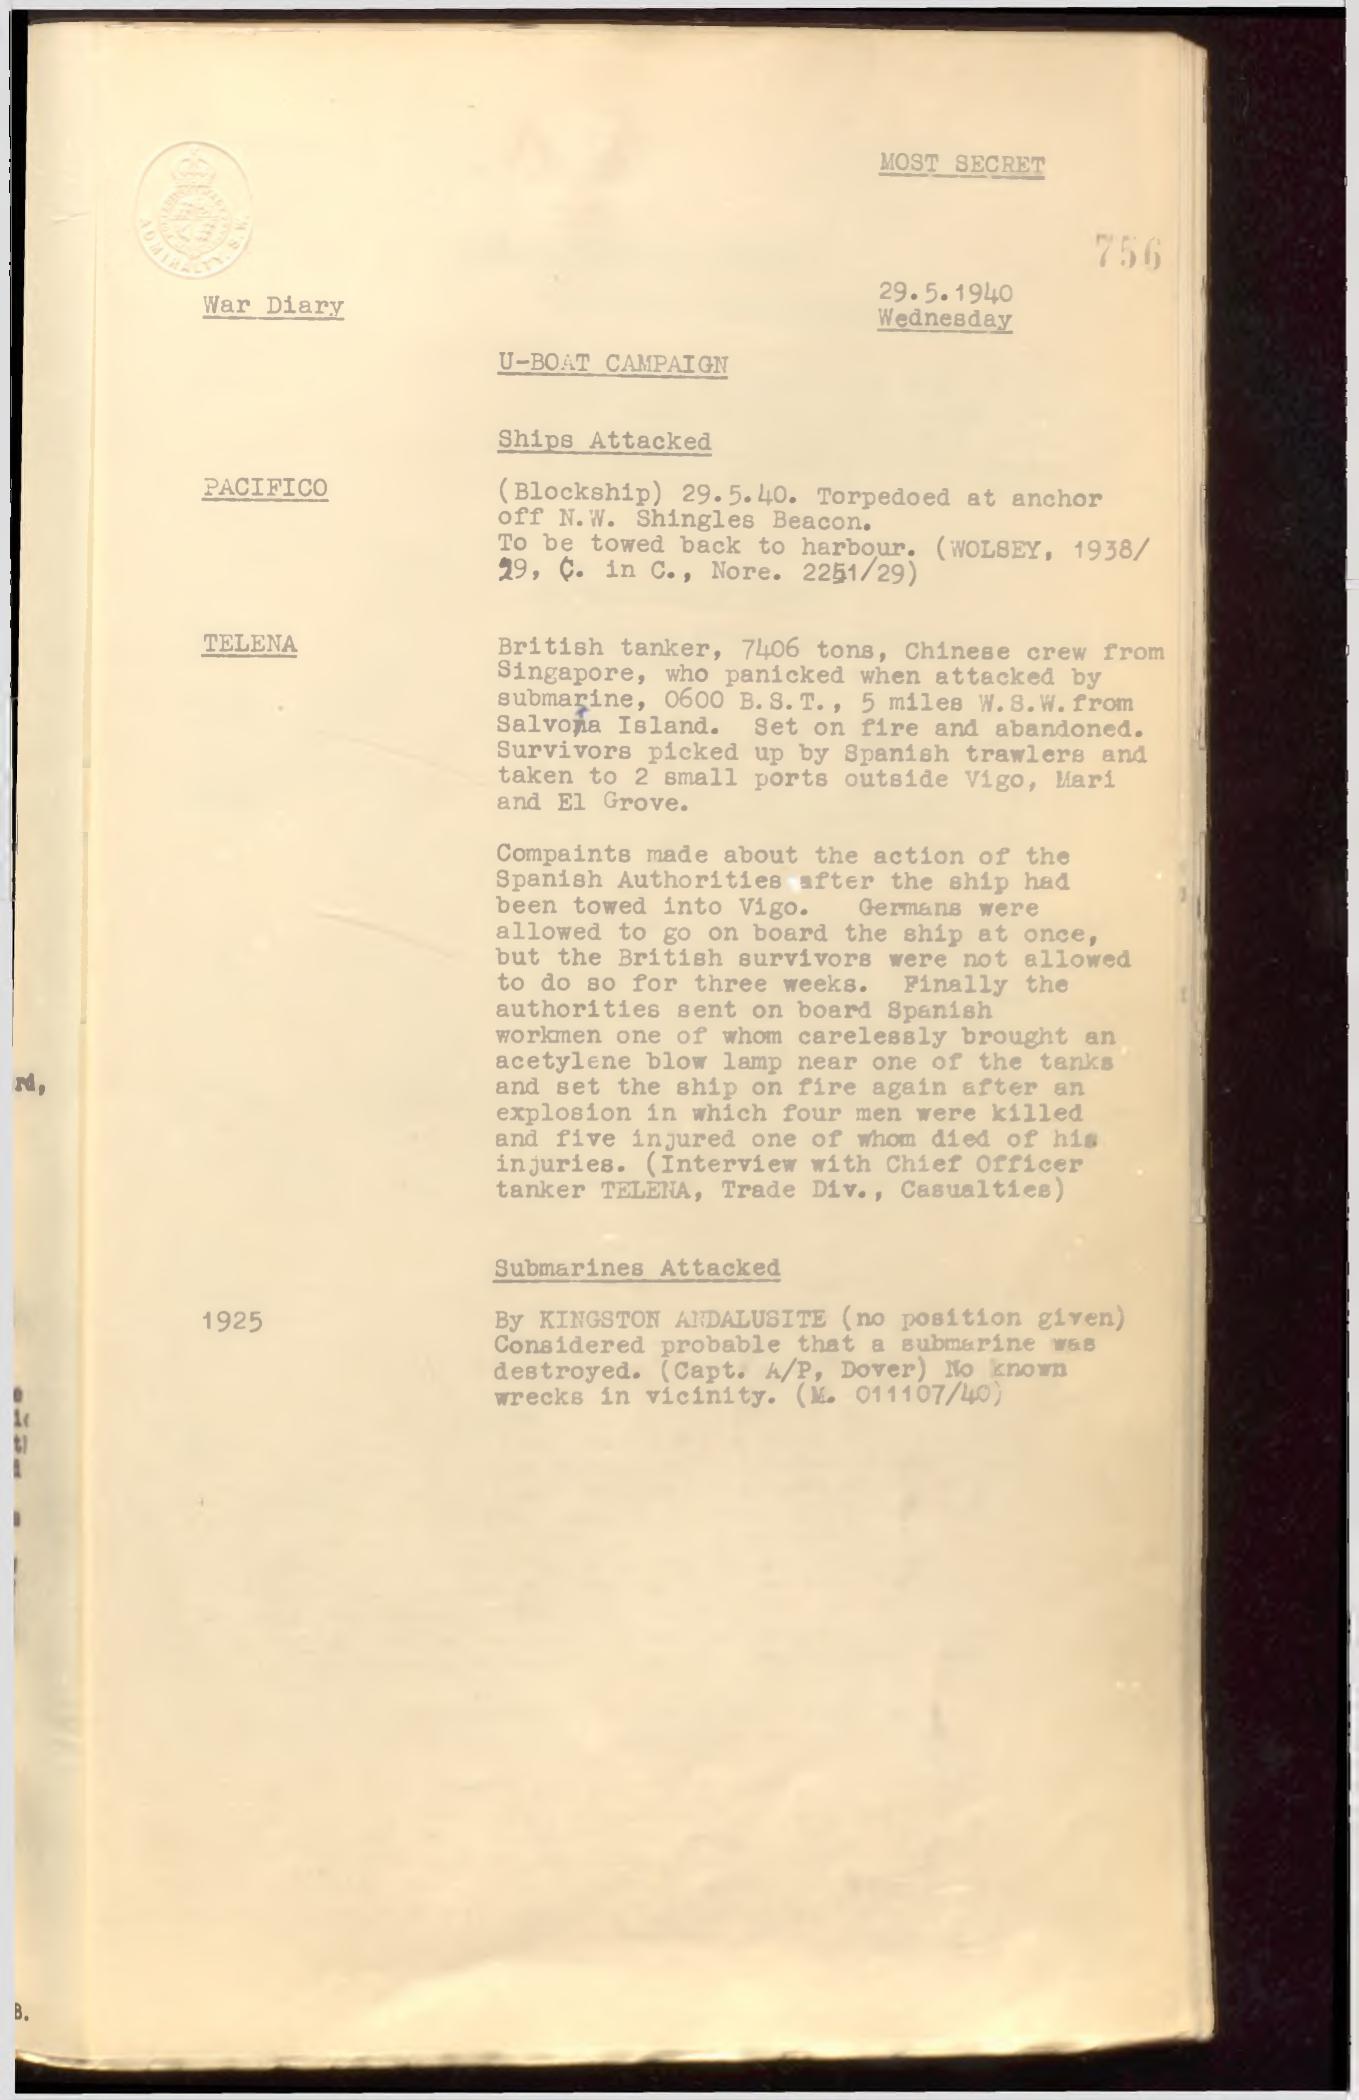 MOST SECRET
ADMIRALTY. S.W.
756
War Diary
29.5.1940
Wednesday
U-BOAT CAMPAIGN
Ships Attacked
PACIFICO
(Blockship) 29.5.40. Torpedoed at anchor
off N.W. Shingles Beacon.
To be towed back to harbour. (WOLSEY, 1938/
29, C. in C., Nore. 2251/29)
TELENA
British tanker, 7406 tons, Chinese crew from
Singapore, who panicked when attacked by
submarine, 0600 B.S.T., 5 miles W.S.W. from
Island. Set on fire and abandoned.
Survivors picked up by Spanish trawlers and
taken to 2 small ports outside Vigo, Mari
and El Grove.
Compaints made about the action of the
Spanish Authorities after the ship had
been towed into Vigo. Germans were
allowed to go on board the ship at once,
but the British survivors were not allowed
to do so for three weeks. Finally the
authorities sent on board Spanish
workmen one of whom carelessly brought an
acetylene blow lamp near one of the tanks
and set the ship on fire again after an
explosion in which four men were killed
and five injured one of whom died of his
injuries. (Interview with Chief Officer
tanker TELENA, Trade Div., Casualties)
Submarines Attacked
1925
By KINGSTON ANDALUSITE (no position given)
Considered probable that a submarine was
destroyed. (Capt. A/P, Dover) No known
wrecks in vicinity. (M. 011107/40)
rd,
B.